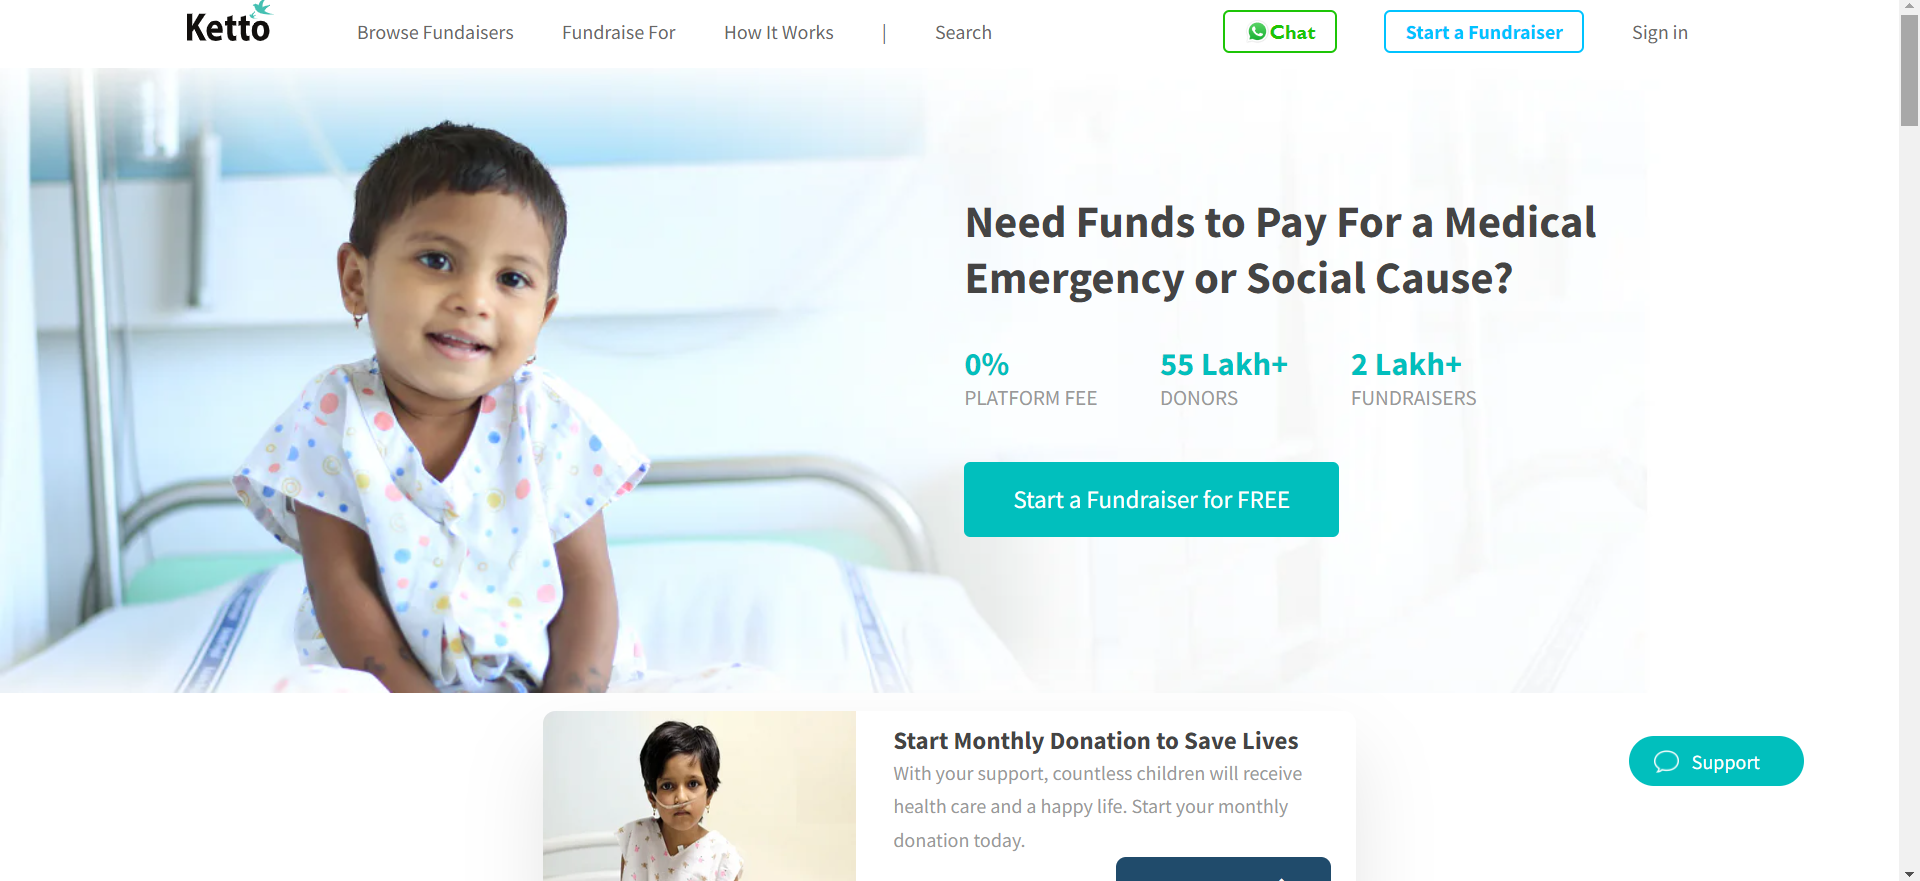 Ketto
Browse Fundaisers
Fundraise For
How It Works
|
Search
Chat
Start a Fundraiser
Sign in
Need Funds to Pay For a Medical
Emergency or Social Cause?
0%
PLATFORM FEE
55 Lakh+
DONORS
2 Lakh+
FUNDRAISERS
Start a Fundraiser for FREE
Start Monthly Donation to Save Lives
With your support, countless children will receive
health care and a happy life. Start your monthly
donation today.
Support